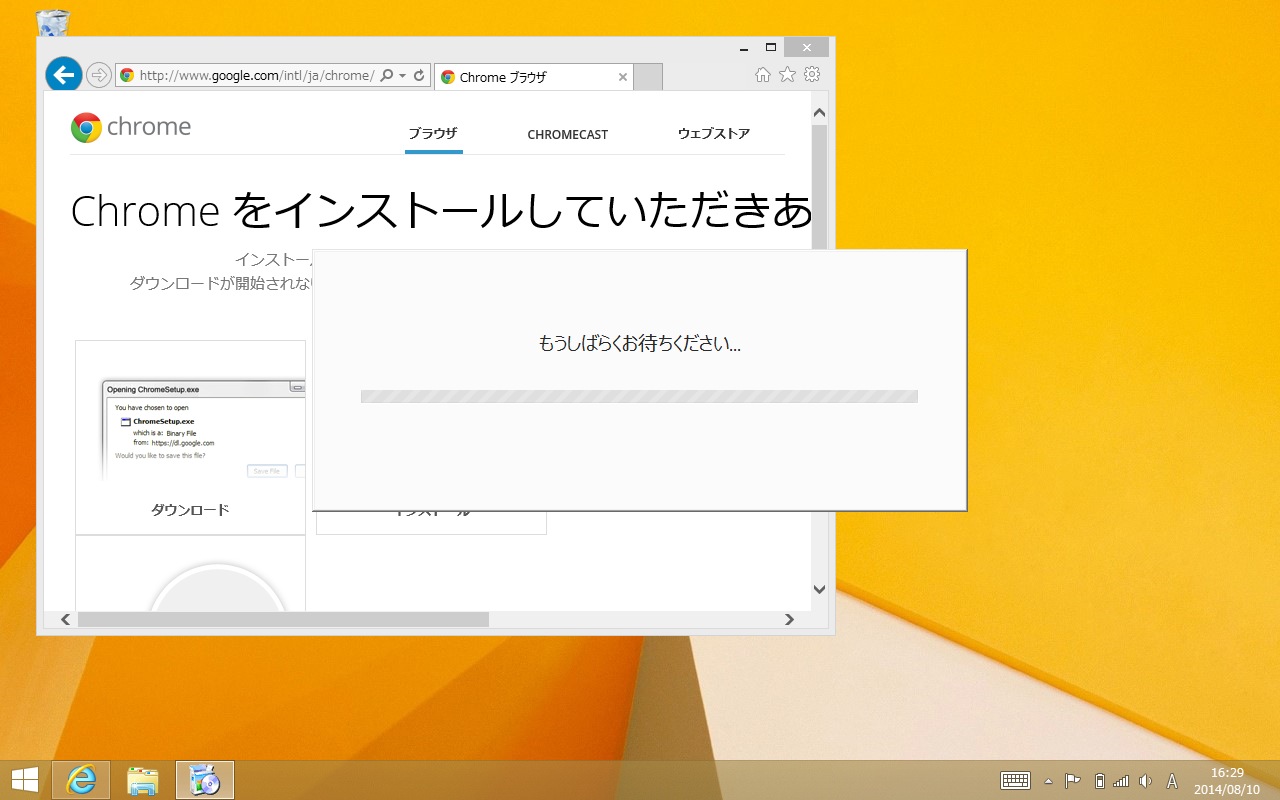 http://www.google.com/intl/ja/chrome/
Chrome ブラウザ
chrome
ブラウザ
CHROMECAST
ウェブストア
Chrome をインストールしていただきあ
インストール
ダウンロードが開始されな
もうしばらくお待ちください...
Opening ChromeSetup.exe
You have chosen to open
ChromeSetup.exe
which is a: Binary File
from: https://dl.google.com
Would you like to save this file?
Save File
ダウンロード
インストール
A
16:29
2014/08/10